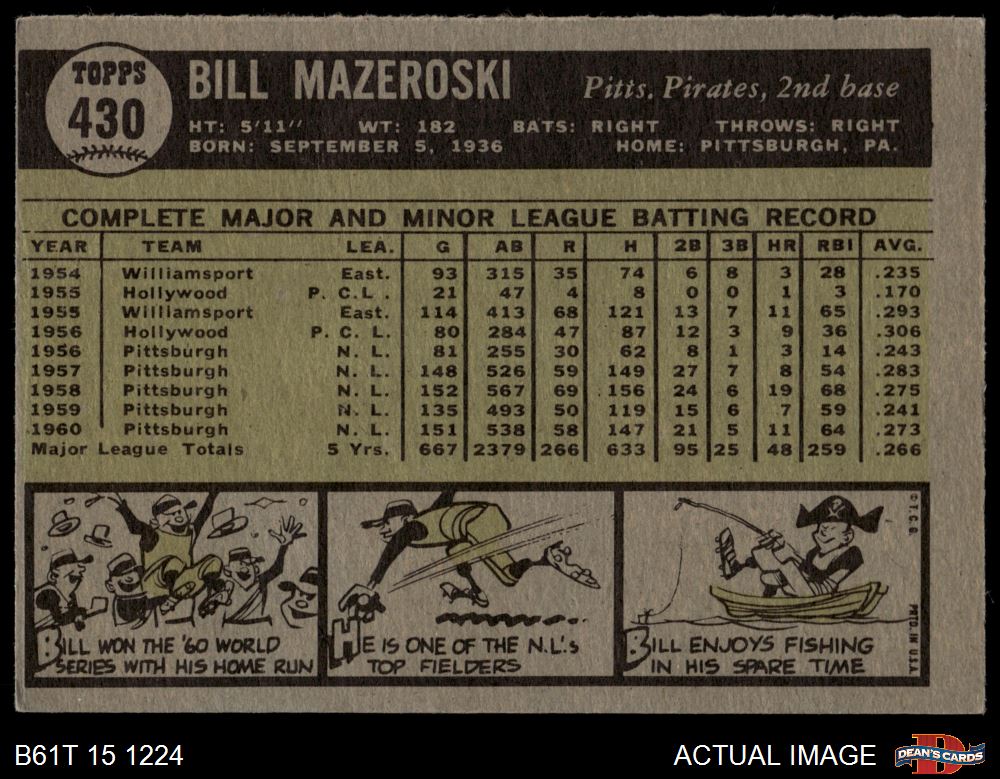 TOPPS
430
BILL MAZEROSKI
Pitts. Pirates, 2nd base
HT: 5'11" WT: 182 BATS: RIGHT THROWS: RIGHT
BORN: SEPTEMBER 5, 1936 HOME: PITTSBURGH, PA.
COMPLETE MAJOR AND MINOR LEAGUE BATTING RECORD
YEAR TEAM LEA. G AB R H 2B 3B HR RBI AVG.
1954 Williamsport East. 93 315 35 74 6 8 3 28 .235
1955 Hollywood P. C. L. 21 47 4 8 0 0 1 3 .170
1955 Williamsport East. 114 413 68 121 13 7 11 65 .293
1956 Hollywood P. C. L. 80 284 47 87 12 3 9 36 .306
1956 Pittsburgh N. L. 81 255 30 62 8 1 3 14 .243
1957 Pittsburgh N. L. 148 526 59 149 27 7 8 54 .283
1958 Pittsburgh N. L. 152 567 69 156 24 6 19 68 .275
1959 Pittsburgh N. L. 135 493 50 119 15 6 7 59 .241
1960 Pittsburgh N. L. 151 538 58 147 21 5 11 64 .273
Major League Totals 5 Yrs. 667 2379 266 633 95 25 48 259 .266
BILL WON THE '60 WORLD
SERIES WITH HIS HOME RUN
HE IS ONE OF THE N.L.'s
TOP FIELDERS
P
BILL ENJOYS FISHING
IN HIS SPARE TIME
© T. C. G.
PRTD. IN U.S.A.
B61T 15 1224
ACTUAL IMAGE
D
DEAN'S CARDS